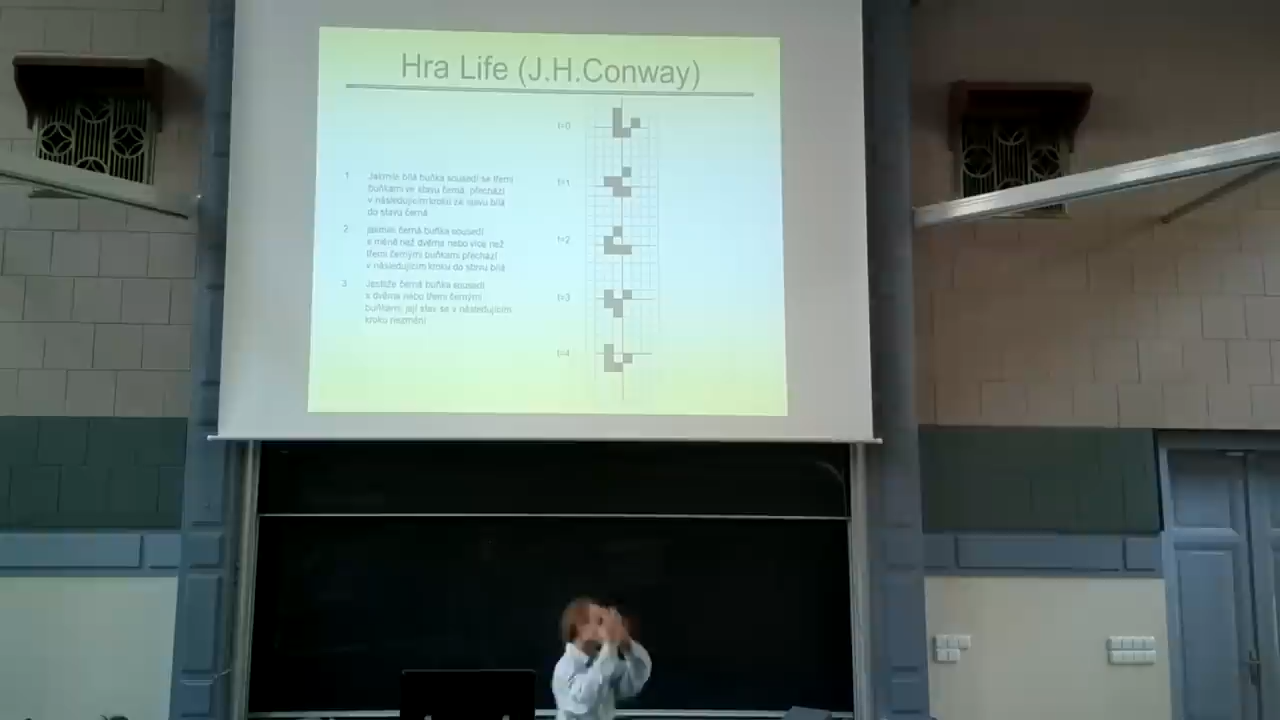 Hra Life (J.H.Conway)
1 Jakmile bílá buňka sousedí se třemi
buňkami ve stavu černá, přechází
v následujícím kroku ze stavu bílá
do stavu černá
2 jakmile černá buňka sousedí
s méně než dvěma nebo více než
třemi černými buňkami přechází
v následujícím kroku do stavu bílá
3 Jestliže černá buňka sousedí
s dvěma nebo třemi černými
buňkami, její stav se v následujícím
kroku nezmění
t=0
t=1
t=2
t=3
t=4